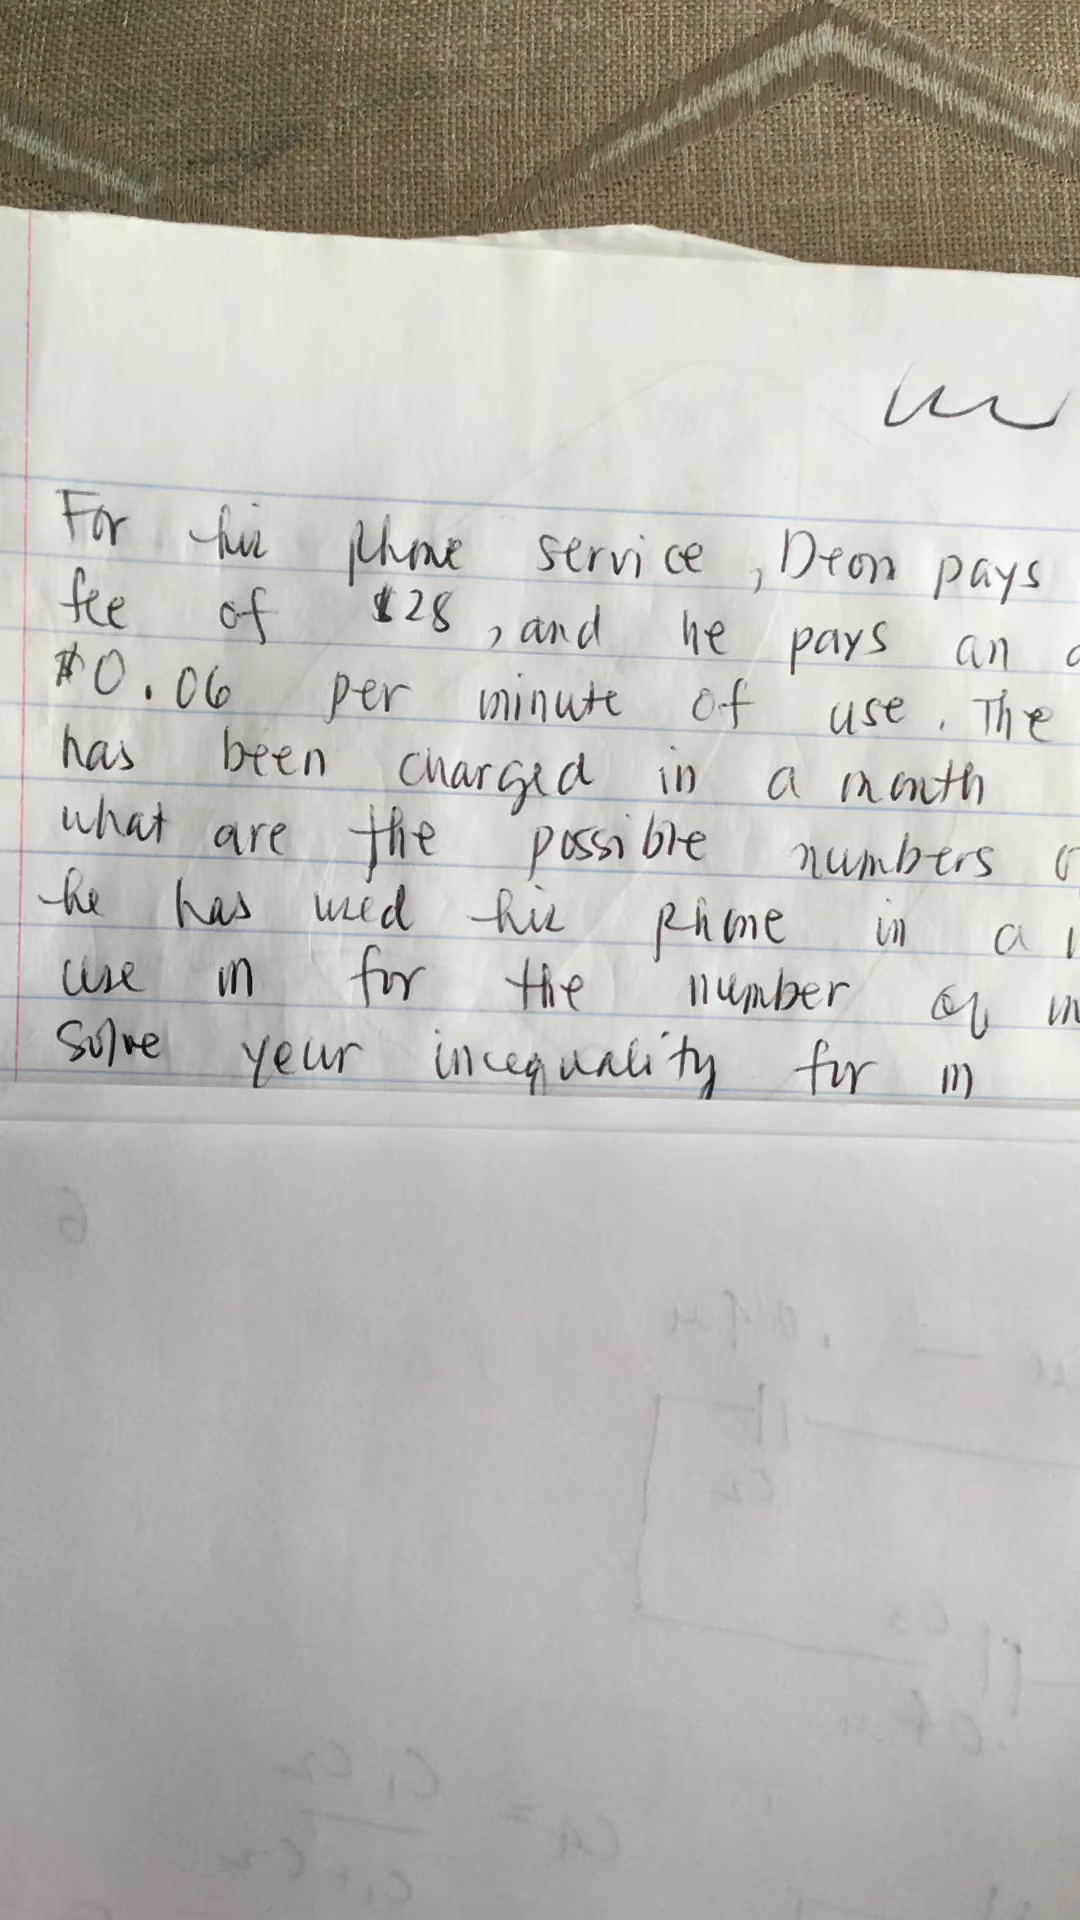 For his phone service, Deon pays
fee of $28, and he pays an
$0.06 per minute of use. The
has been charged in a month
what are the possible numbers
he has used his phone in a
use m for the number of
solve your inequality for m